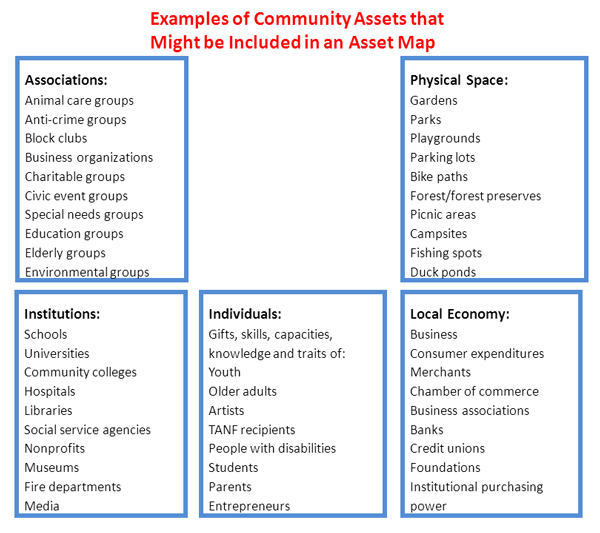 Examples of Community Assets that
Might be Included in an Asset Map
Associations:
Animal care groups
Anti-crime groups
Block clubs
Business organizations
Charitable groups
Civic event groups
Special needs groups
Education groups
Elderly groups
Environmental groups
Physical Space:
Gardens
Parks
Playgrounds
Parking lots
Bike paths
Forest/forest preserves
Picnic areas
Campsites
Fishing spots
Duck ponds
Institutions:
Schools
Universities
Community colleges
Hospitals
Libraries
Social service agencies
Nonprofits
Museums
Fire departments
Media
Individuals:
Gifts, skills, capacities,
knowledge and traits of:
Youth
Older adults
Artists
TANF recipients
People with disabilities
Students
Parents
Entrepreneurs
Local Economy:
Business
Consumer expenditures
Merchants
Chamber of commerce
Business associations
Banks
Credit unions
Foundations
Institutional purchasing
power